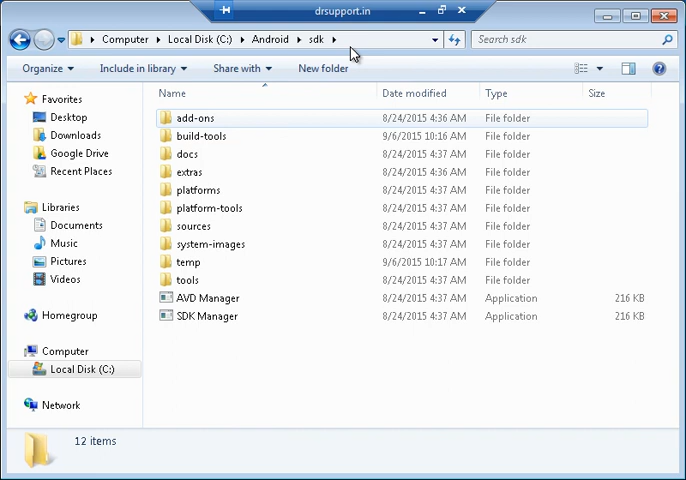 drsupport.in
Computer Local Disk (C:) Android sdk
Search sdk
Organize Include in library Share with New folder
Name Date modified Type Size
Favorites
Desktop
Downloads
Google Drive
Recent Places
Libraries
Documents
Music
Pictures
Videos
Homegroup
Computer
Local Disk (C:)
Network
add-ons 8/24/2015 4:36 AM File folder
build-tools 9/6/2015 10:16 AM File folder
docs 8/24/2015 4:37 AM File folder
extras 8/24/2015 4:36 AM File folder
platforms 8/24/2015 4:37 AM File folder
platform-tools 8/24/2015 4:37 AM File folder
sources 8/24/2015 4:37 AM File folder
system-images 8/24/2015 4:37 AM File folder
temp 9/6/2015 10:17 AM File folder
tools 8/24/2015 4:37 AM File folder
AVD Manager 8/24/2015 4:37 AM Application 216 KB
SDK Manager 8/24/2015 4:37 AM Application 216 KB
12 items